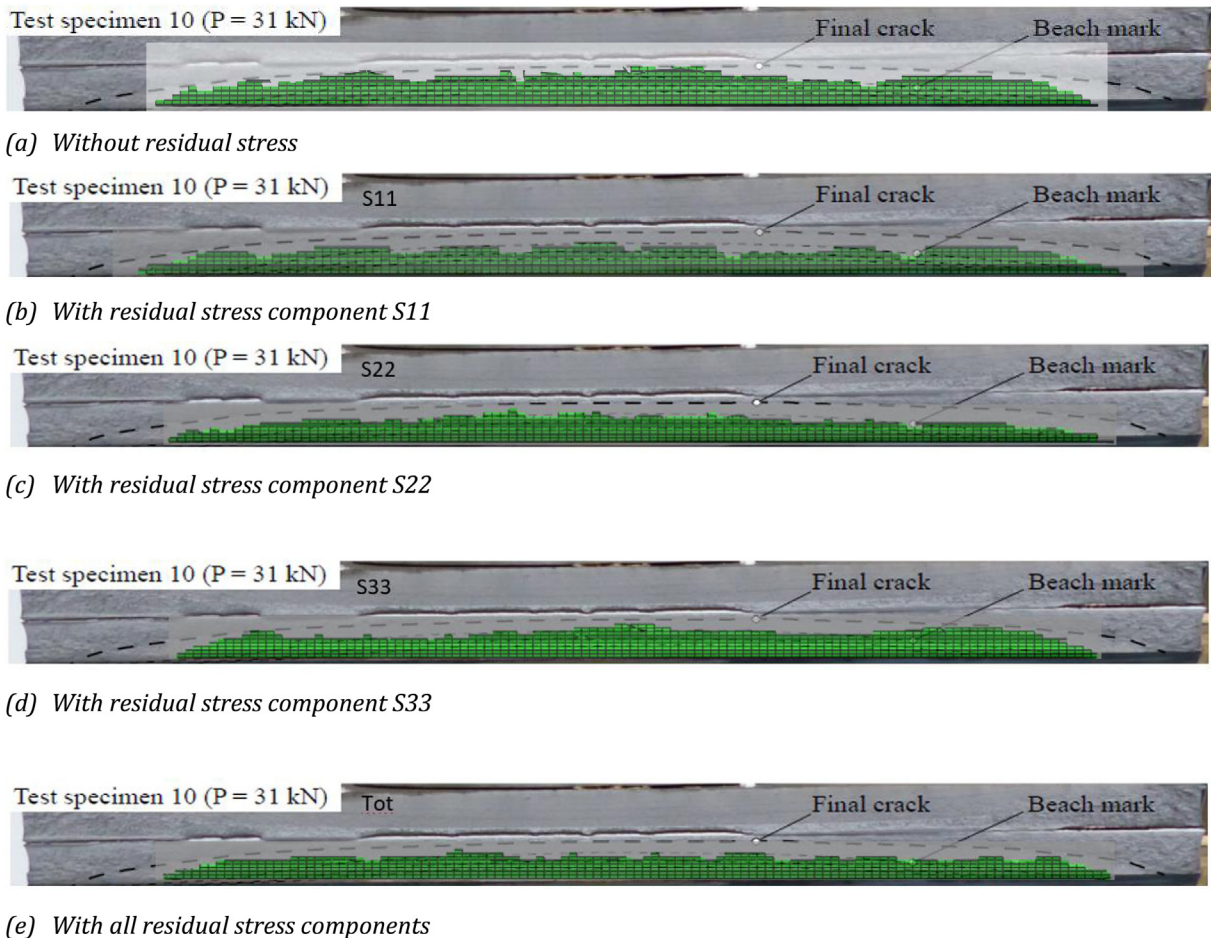 Test specimen 10 (P = 31 kN)
Final crack
Beach mark
(a) Without residual stress
Test specimen 10 (P = 31 kN)
S11
Final crack
Beach mark
(b) With residual stress component S11
Test specimen 10 (P = 31 kN)
S22
Final crack
Beach mark
(c) With residual stress component S22
Test specimen 10 (P = 31 kN)
S33
Final crack
Beach mark
(d) With residual stress component S33
Test specimen 10 (P = 31 kN)
Tot
Final crack
Beach mark
(e) With all residual stress components